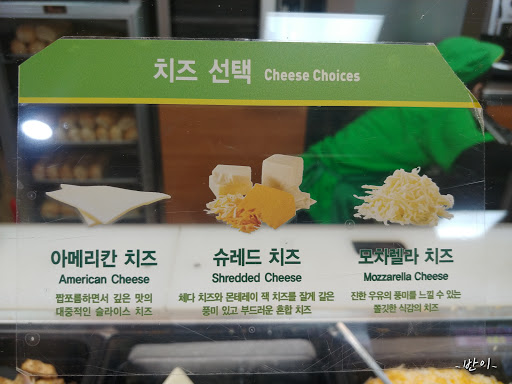 치즈 선택 Cheese Choices
아메리칸 치즈
American Cheese
짭쪼름하면서 깊은 맛의
대중적인 슬라이스 치즈
슈레드 치즈
Shredded Cheese
체다 치즈와 몬테레이 잭 치즈를 잘게 갈은
풍미 있고 부드러운 혼합 치즈
모차렐라 치즈
Mozzarella Cheese
진한 우유의 풍미를 느낄 수 있는
쫄깃한 식감의 치즈
~반이~